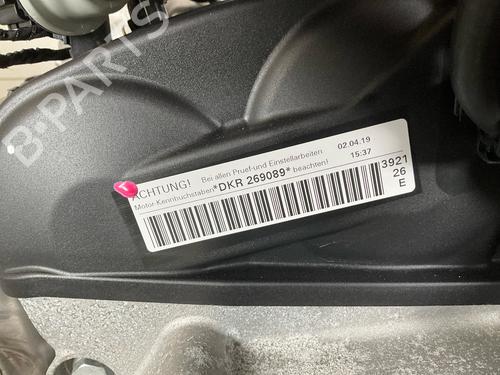 B-PARTS
ACHTUNG! Bei allen Pruef-und Einstellarbeiten 02.04.19
Motor-Kennbuchstaben *DKR 269089* beachten! 15:37
3921
26
E